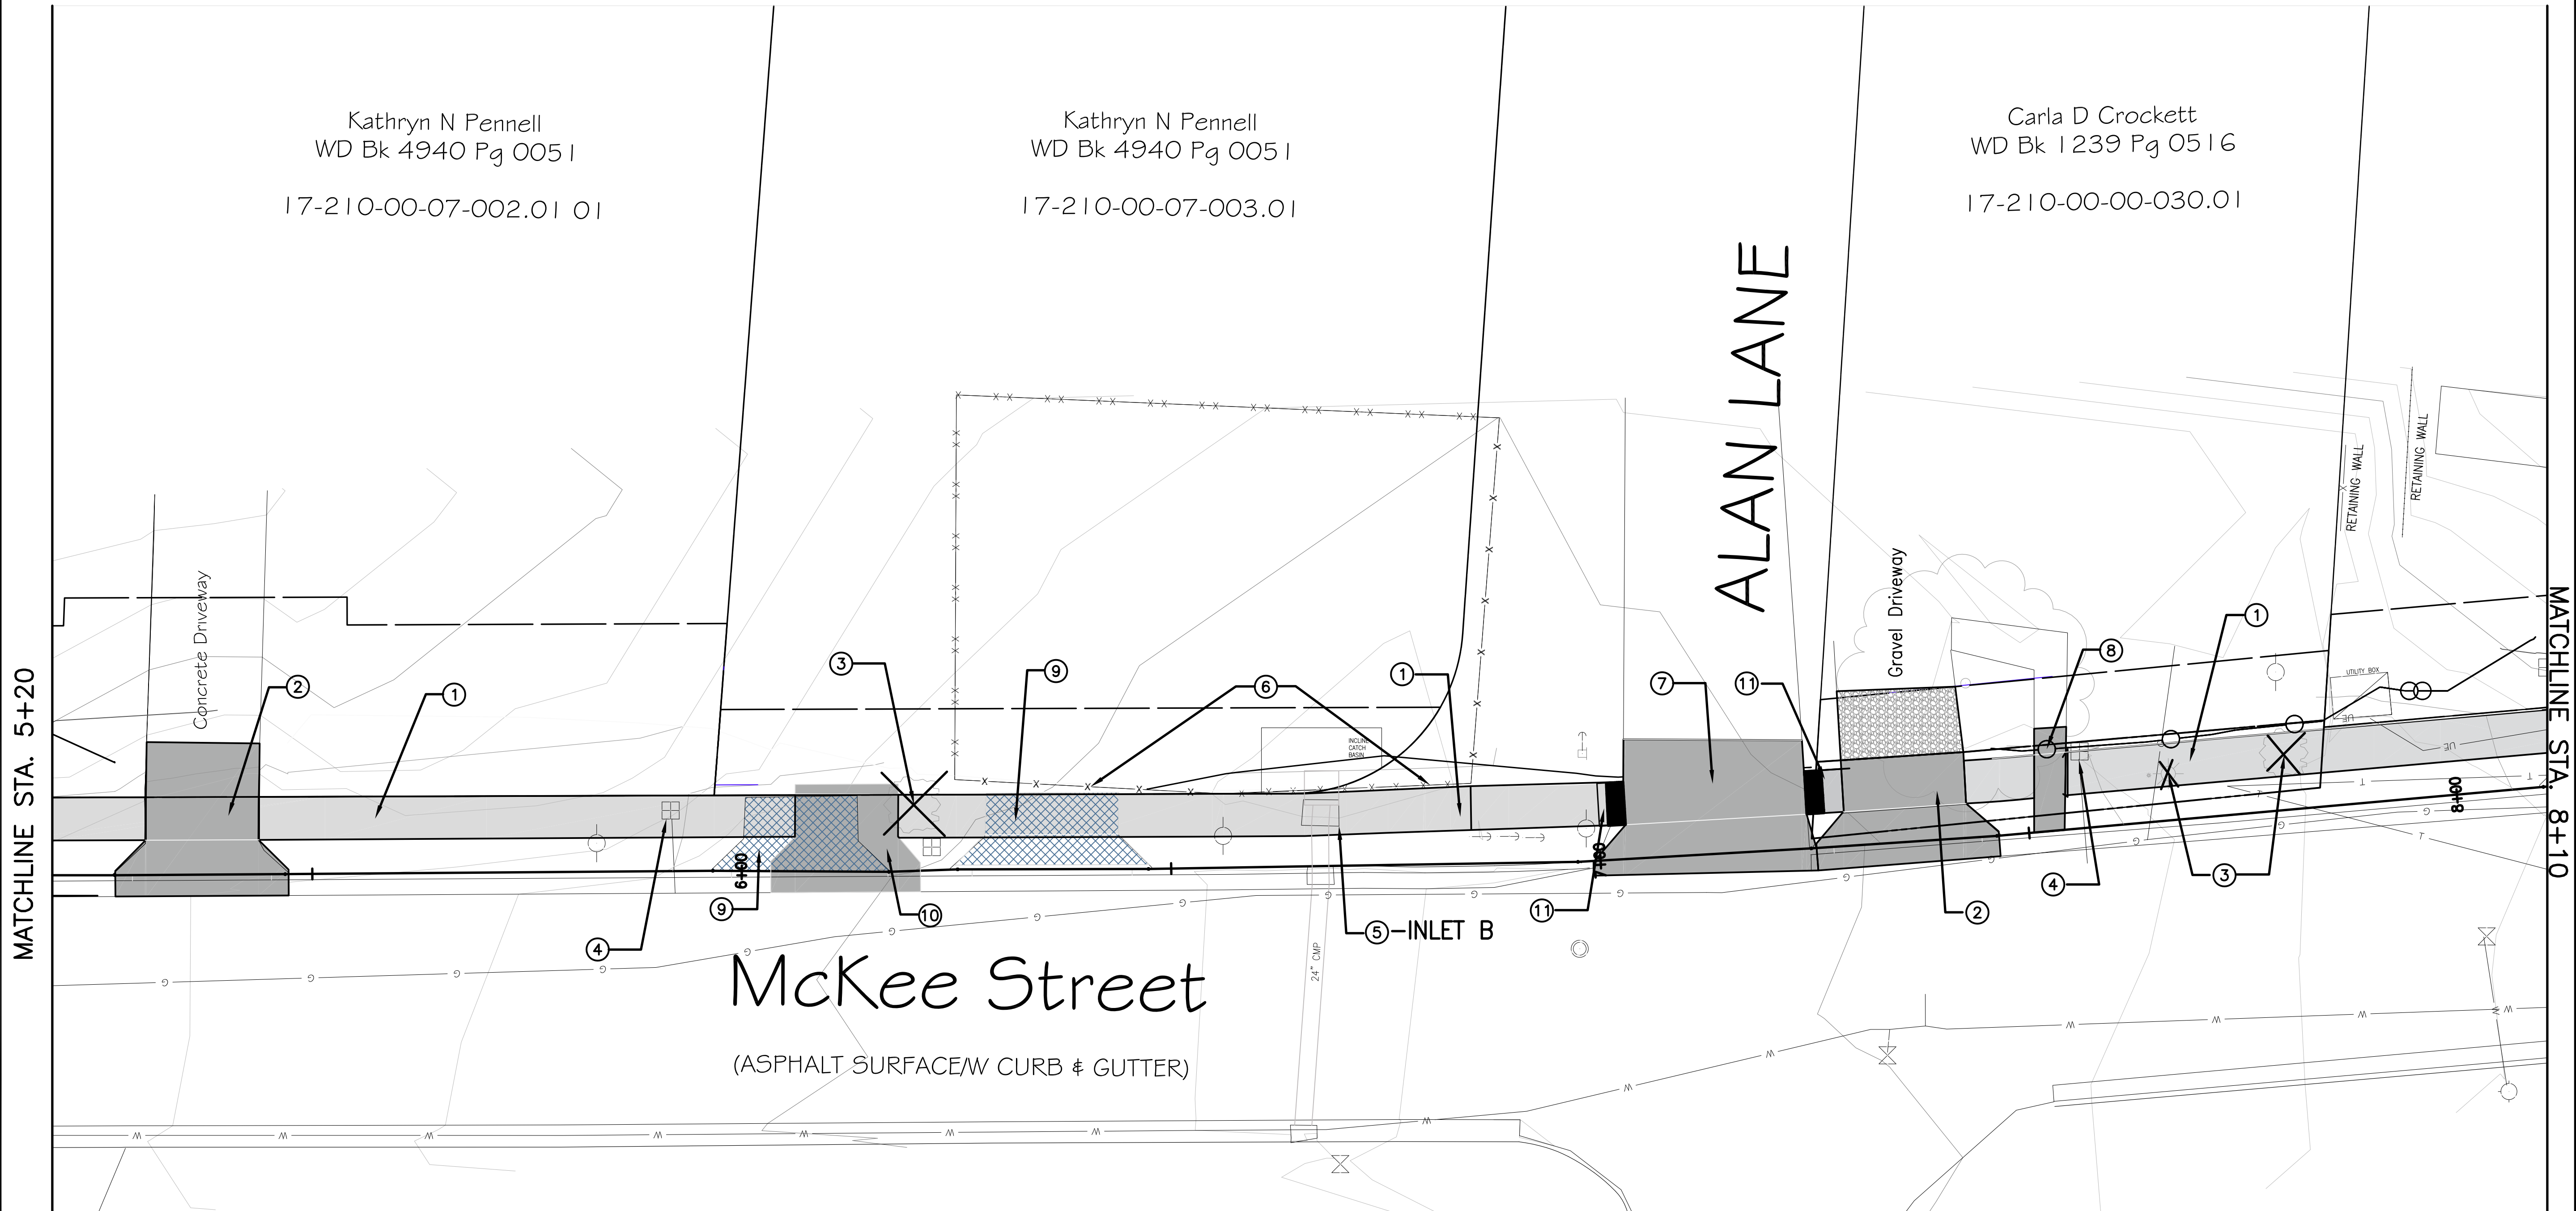 Kathryn N Pennell
WD Bk 4940 Pg 0051
17-210-00-07-002.01 01
Kathryn N Pennell
WD Bk 4940 Pg 0051
17-210-00-07-003.01
Carla D Crockett
WD Bk 1239 Pg 0516
17-210-00-00-030.01
ALAN LANE
RETAINING WALL
RETAINING WALL
Concrete Driveway
Gravel Driveway
MATCHLINE STA. 5+20
MATCHLINE STA. 8+10
2
1
3
9
6
1
7
11
8
1
UTILITY BOX
INCLINE
CATCH
BASIN
UE
UE
6+00
7+00
8+00
9
10
4
11
5-INLET B
2
4
3
24" CMP
T T T T
G G G G G G G G G G G G G G
McKee Street
(ASPHALT SURFACE/W CURB & GUTTER)
W W W W W W W W W W W W W W